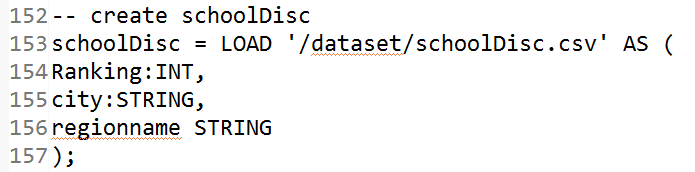 152-- create schoolDisc
153schoolDisc = LOAD '/dataset/schoolDisc.csv' AS (
154Ranking:INT,
155city:STRING,
156regionname STRING
157);